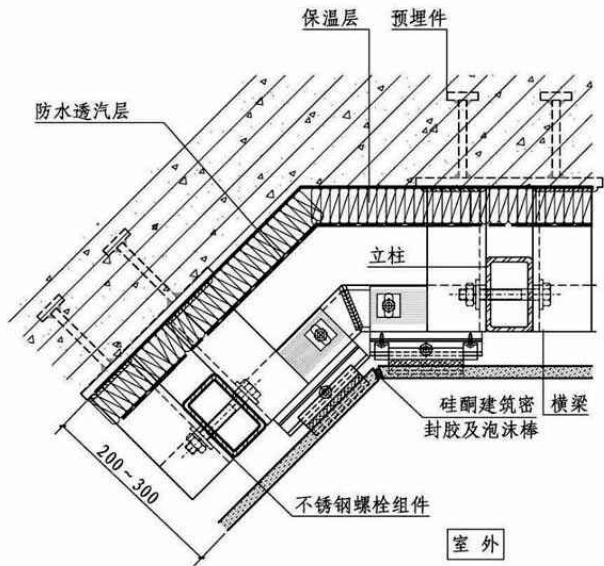 保温层
预埋件
防水透汽层
立柱
硅酮建筑密
封胶及泡沫棒
横梁
200~300
不锈钢螺栓组件
室外